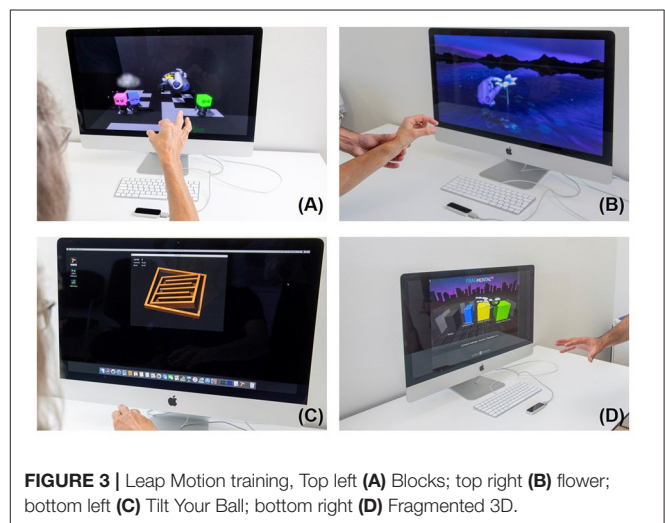 (A)
(B)
FRAGMENTAL
(C)
(D)
FIGURE 3 | Leap Motion training, Top left (A) Blocks; top right (B) flower;
bottom left (C) Tilt Your Ball; bottom right (D) Fragmented 3D.